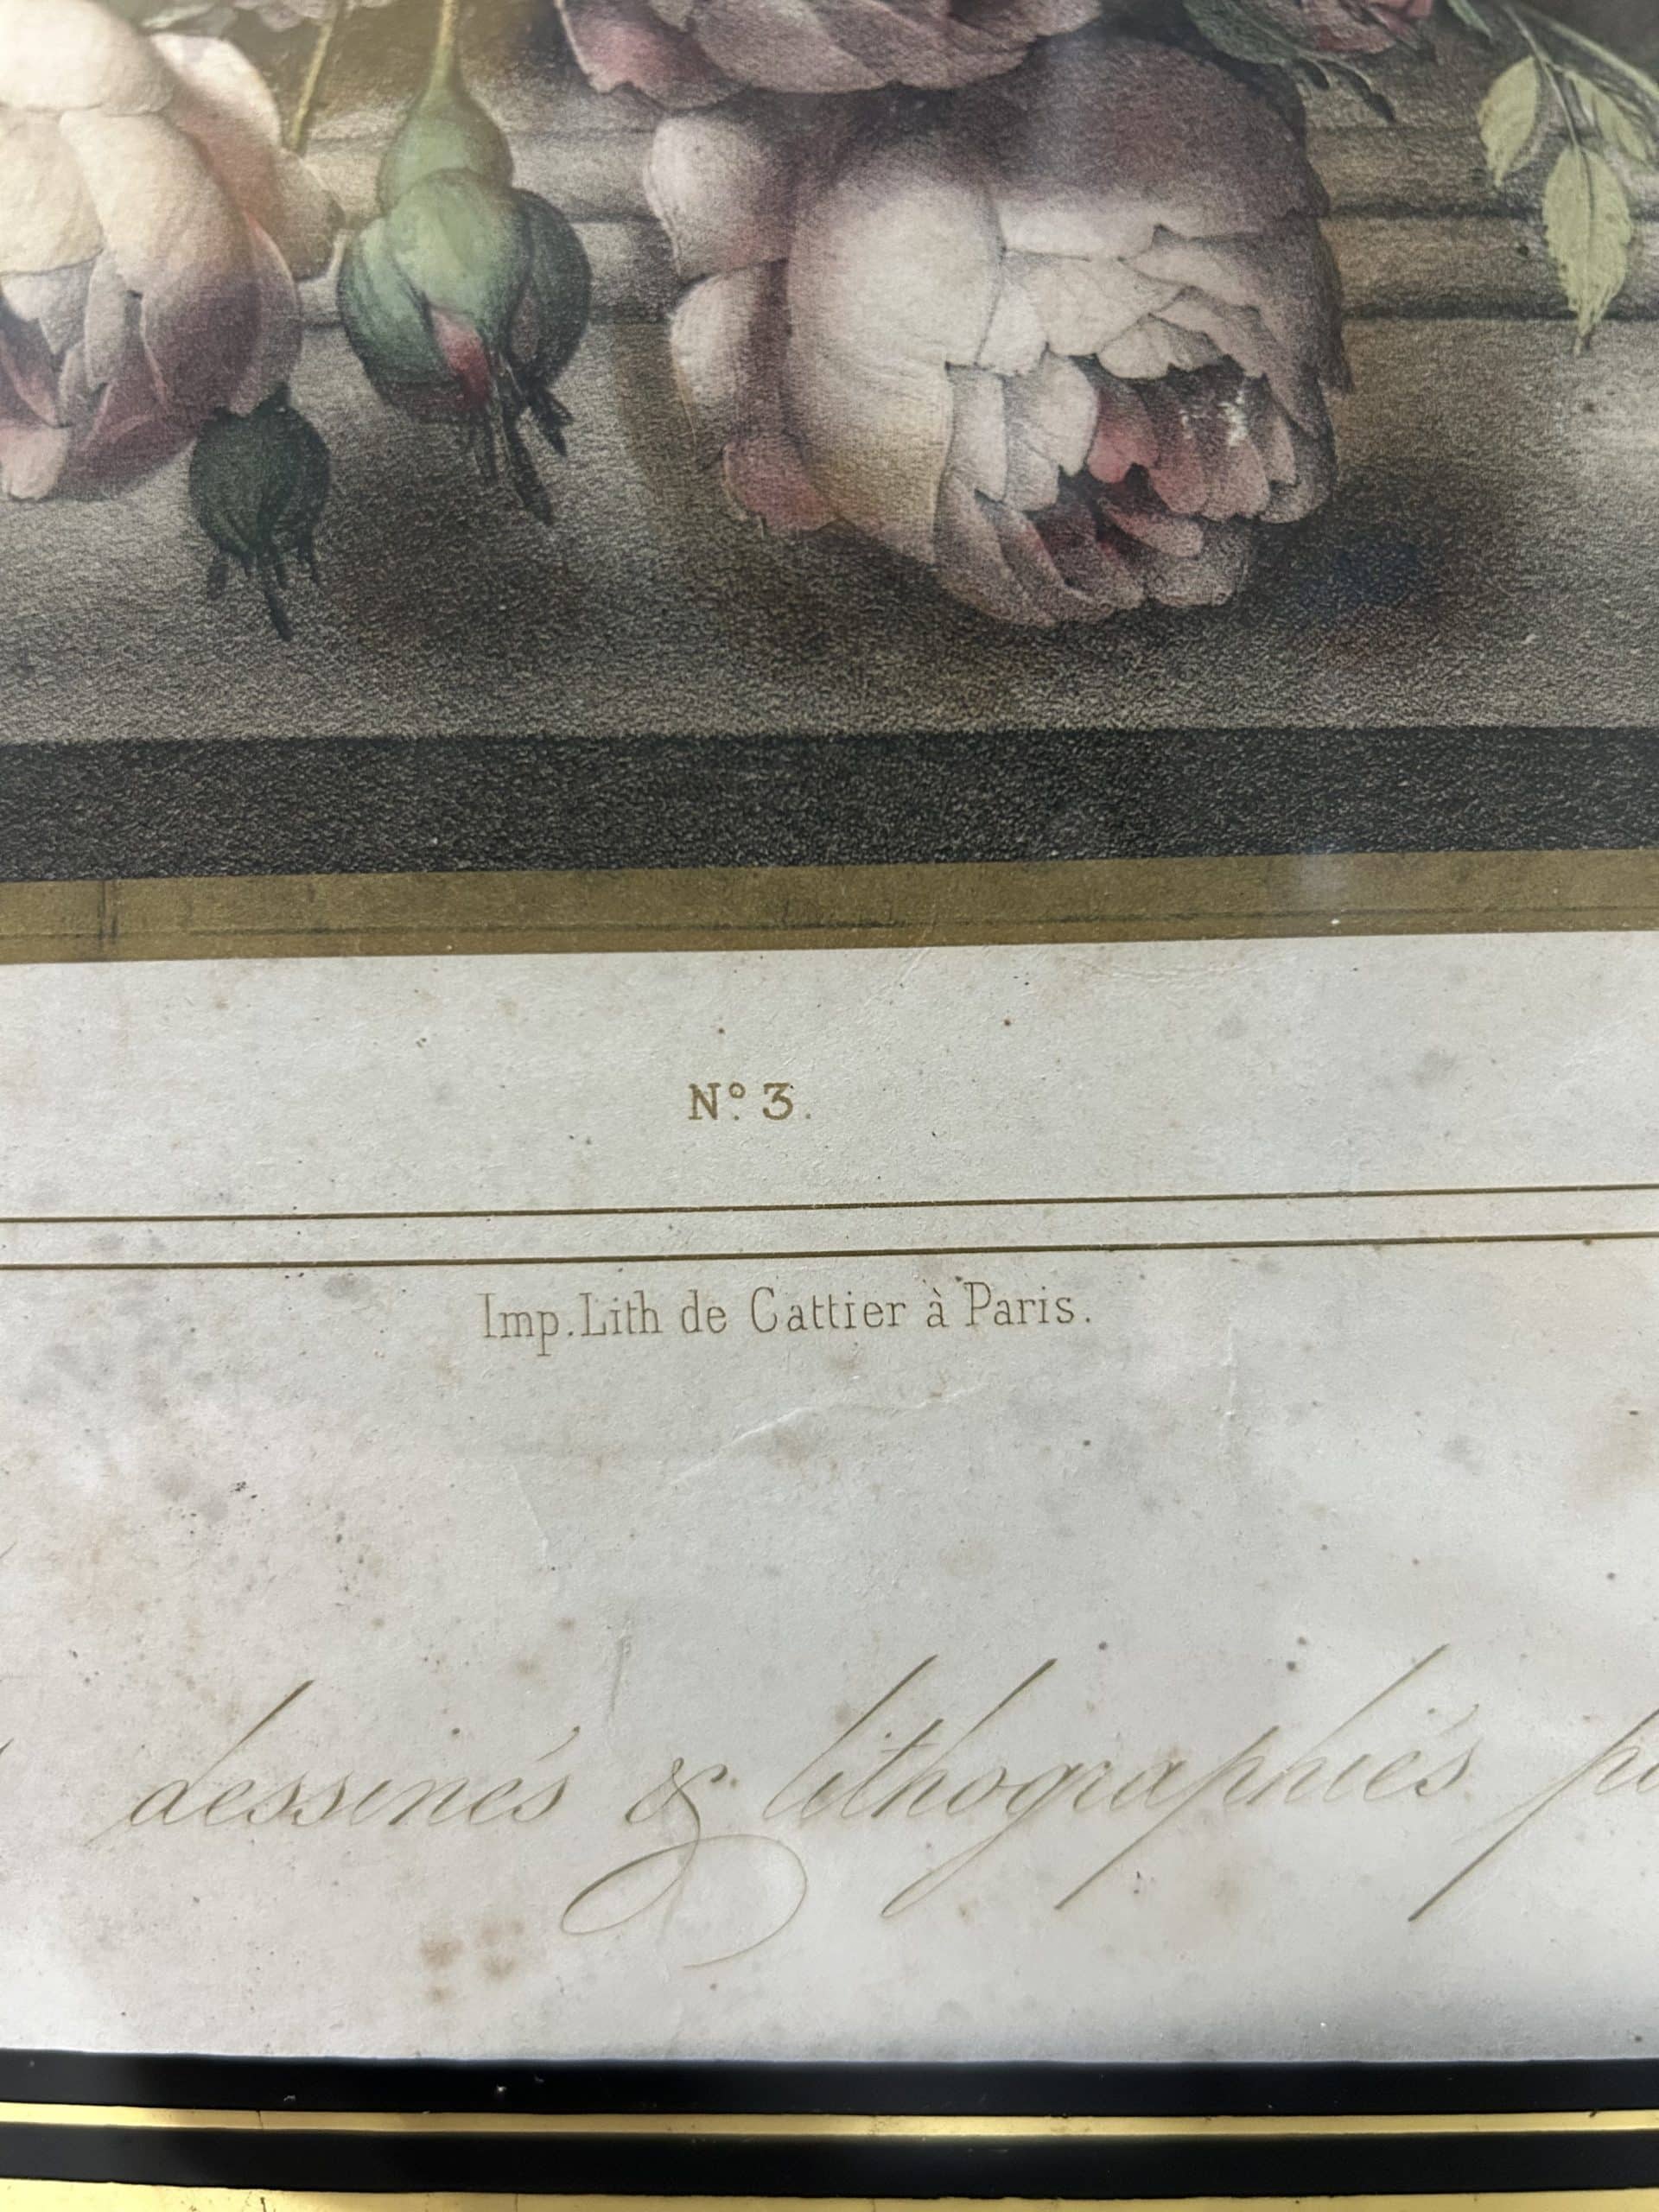 N.º 3.
Imp. Lith de Cattier à Paris.
dessinés & lithographiés